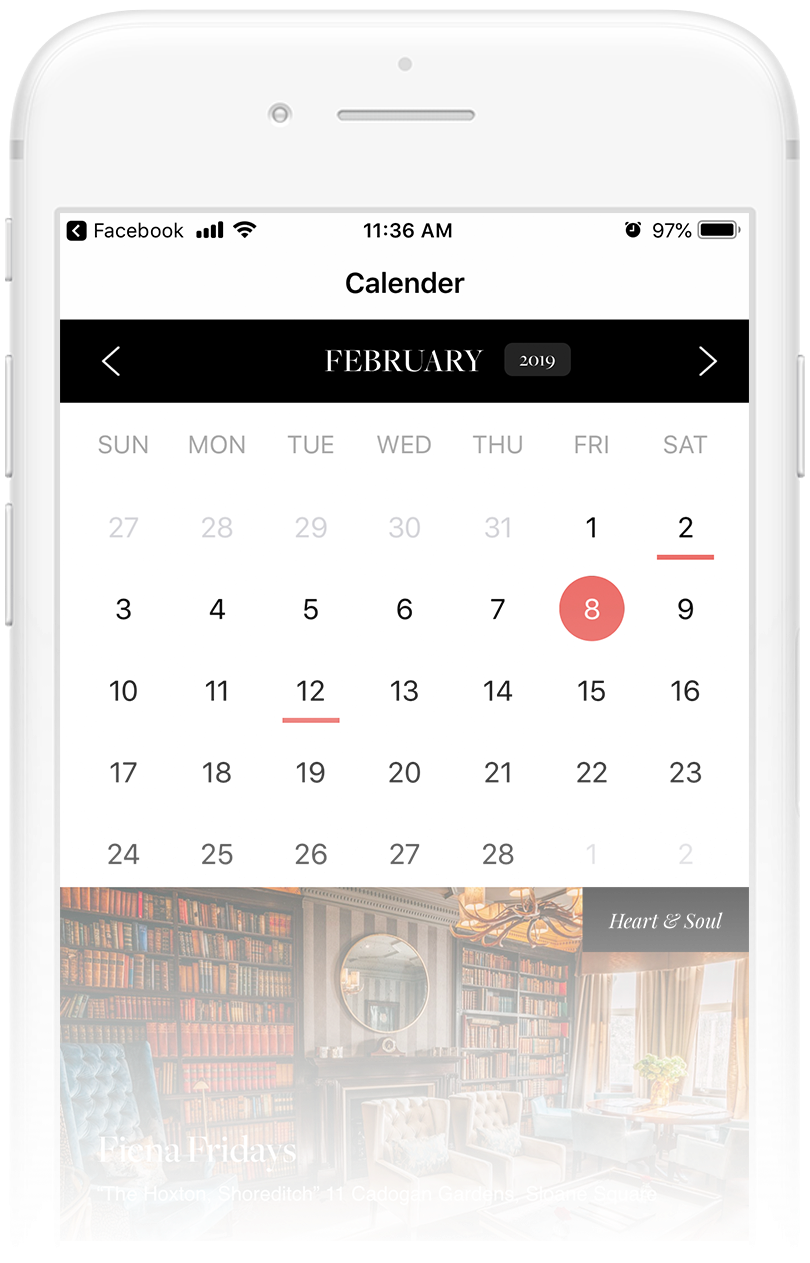 Facebook 11:36 AM 97%
Calender
FEBRUARY 2019
SUN MON TUE WED THU FRI SAT
27 28 29 30 31 1 2
3 4 5 6 7 8 9
10 11 12 13 14 15 16
17 18 19 20 21 22 23
24 25 26 27 28 1 2
Heart & Soul
Fiena Fridays
"The Hoxton, Shoreditch" 11 Cadogan Gardens, Sloane Square